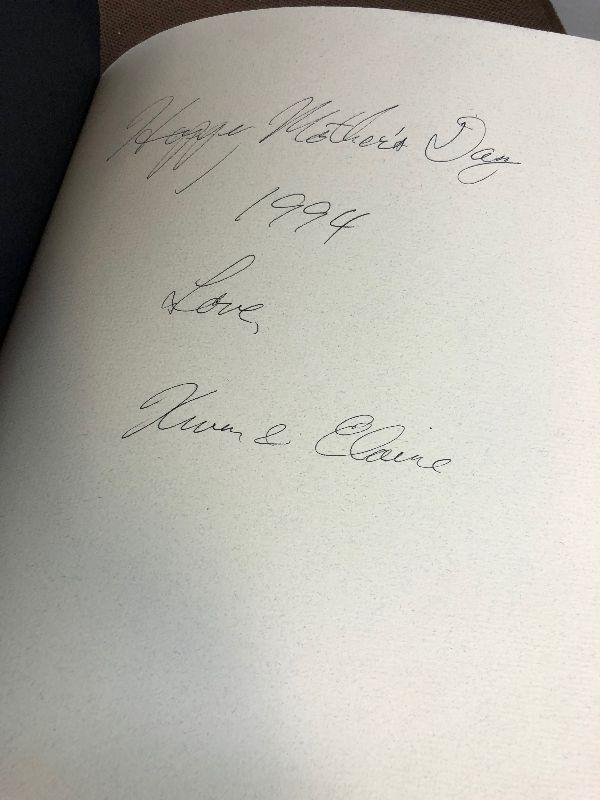 Happy Mother's Day
1994
Love,
& Elaine